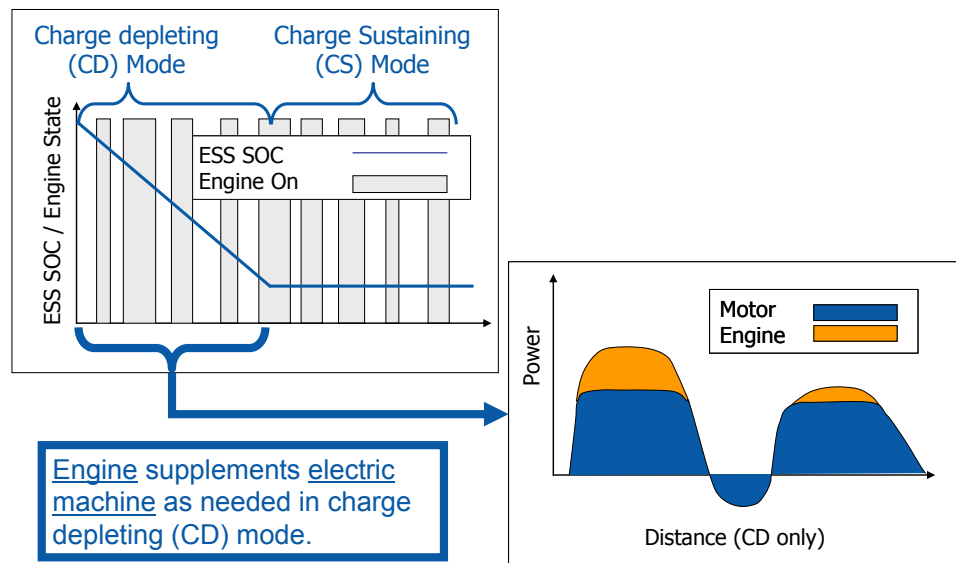 Charge depleting
(CD) Mode
Charge Sustaining
(CS) Mode
ESS SOC / Engine State
ESS SOC
Engine On
Power
Motor
Engine
Distance (CD only)
Engine supplements electric
machine as needed in charge
depleting (CD) mode.